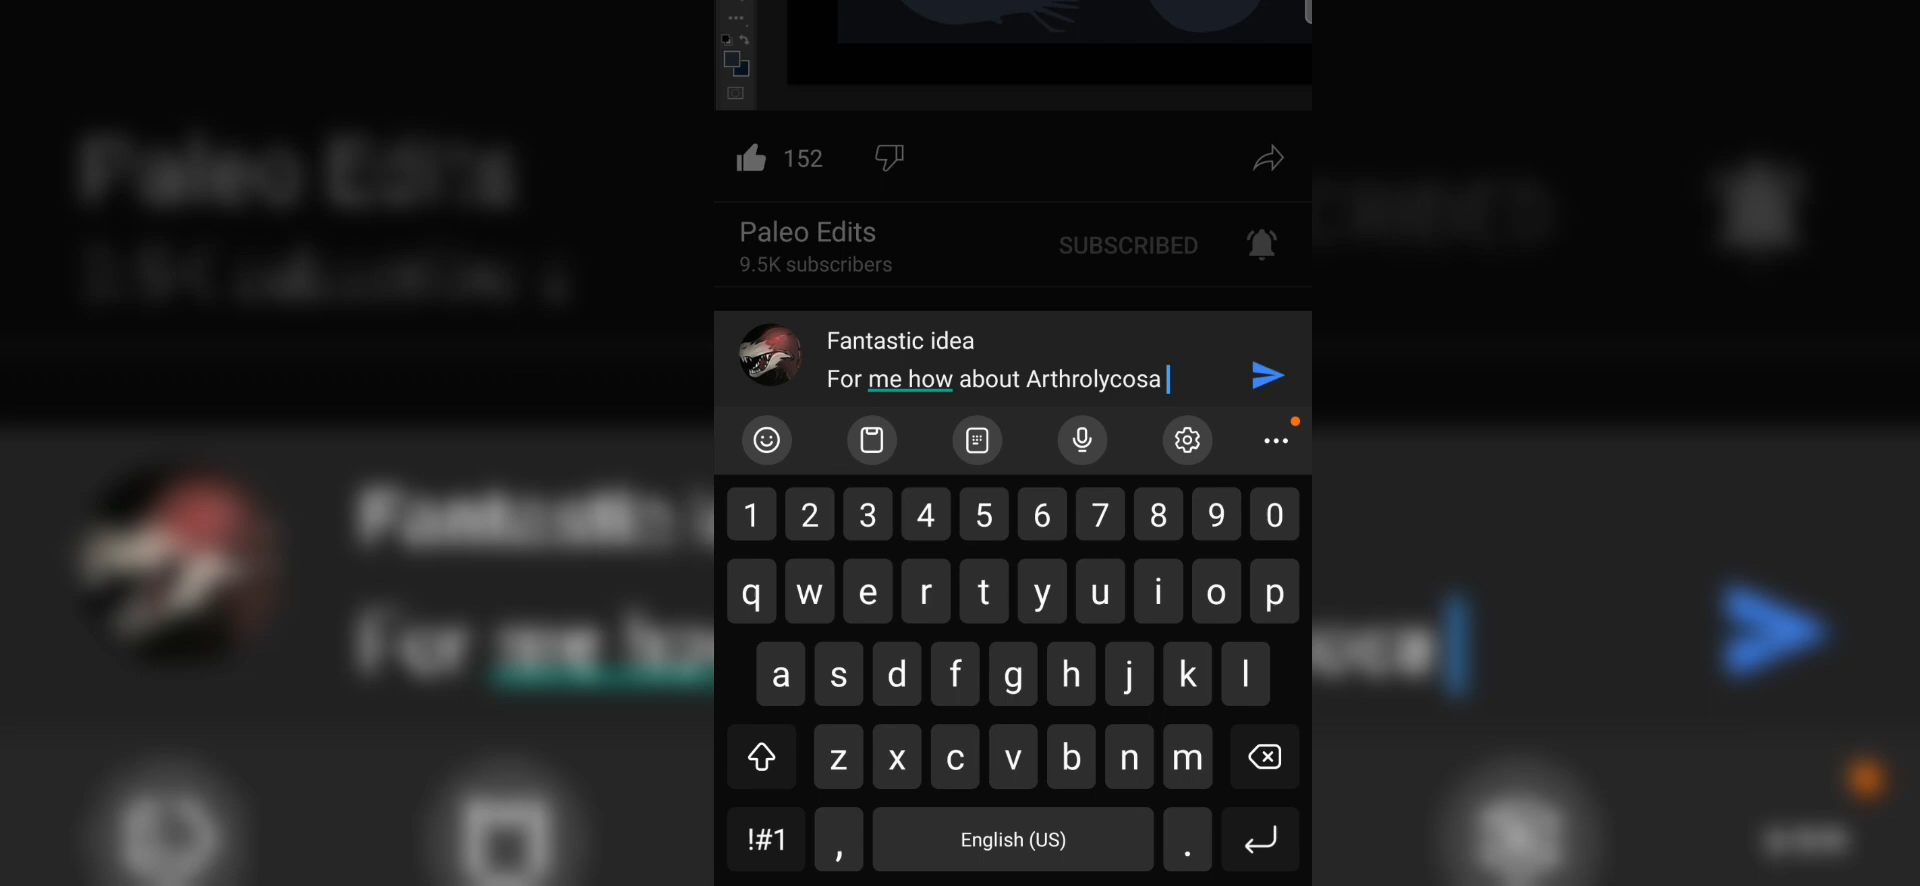 152
Paleo Edits
9.5K subscribers
SUBSCRIBED
Fantastic idea
For me how about Arthrolycosa
1 2 3 4 5 6 7 8 9 0
q w e r t y u i o p
a s d f g h j k l
z x c v b n m
!#1 , English (US) .